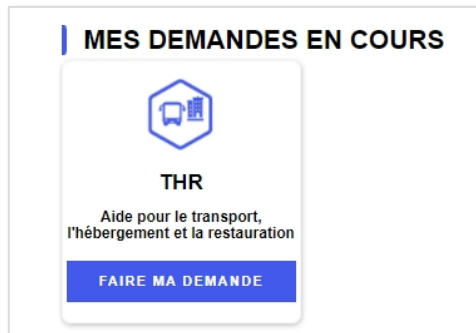 MES DEMANDES EN COURS
THR
Aide pour le transport,
l'hébergement et la restauration
FAIRE MA DEMANDE